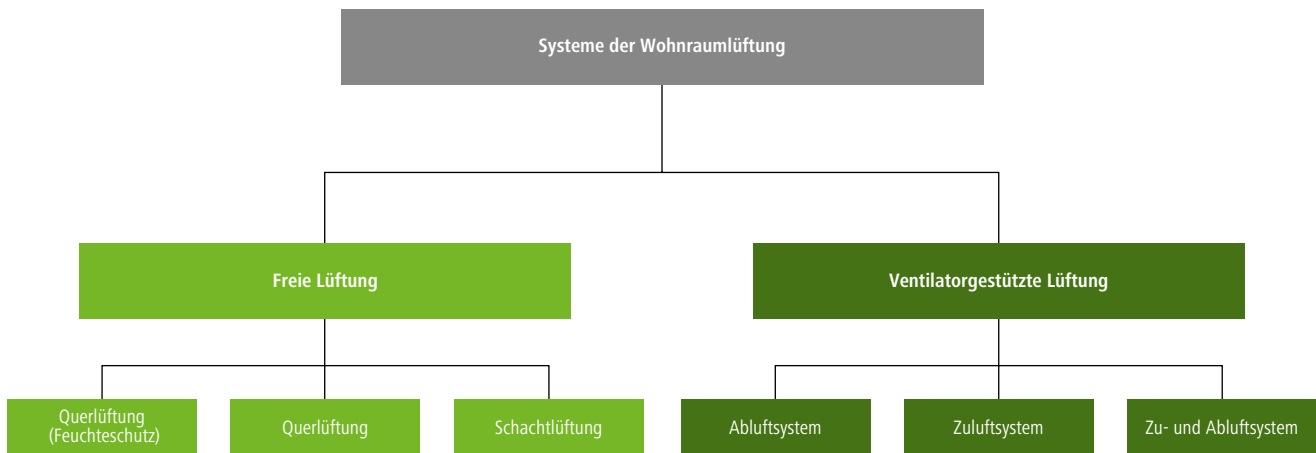 Systeme der Wohnraumlüftung
Freie Lüftung
Ventilatorgestützte Lüftung
Querlüftung
(Feuchteschutz)
Querlüftung
Schachtlüftung
Abluftsystem
Zuluftsystem
Zu- und Abluftsystem